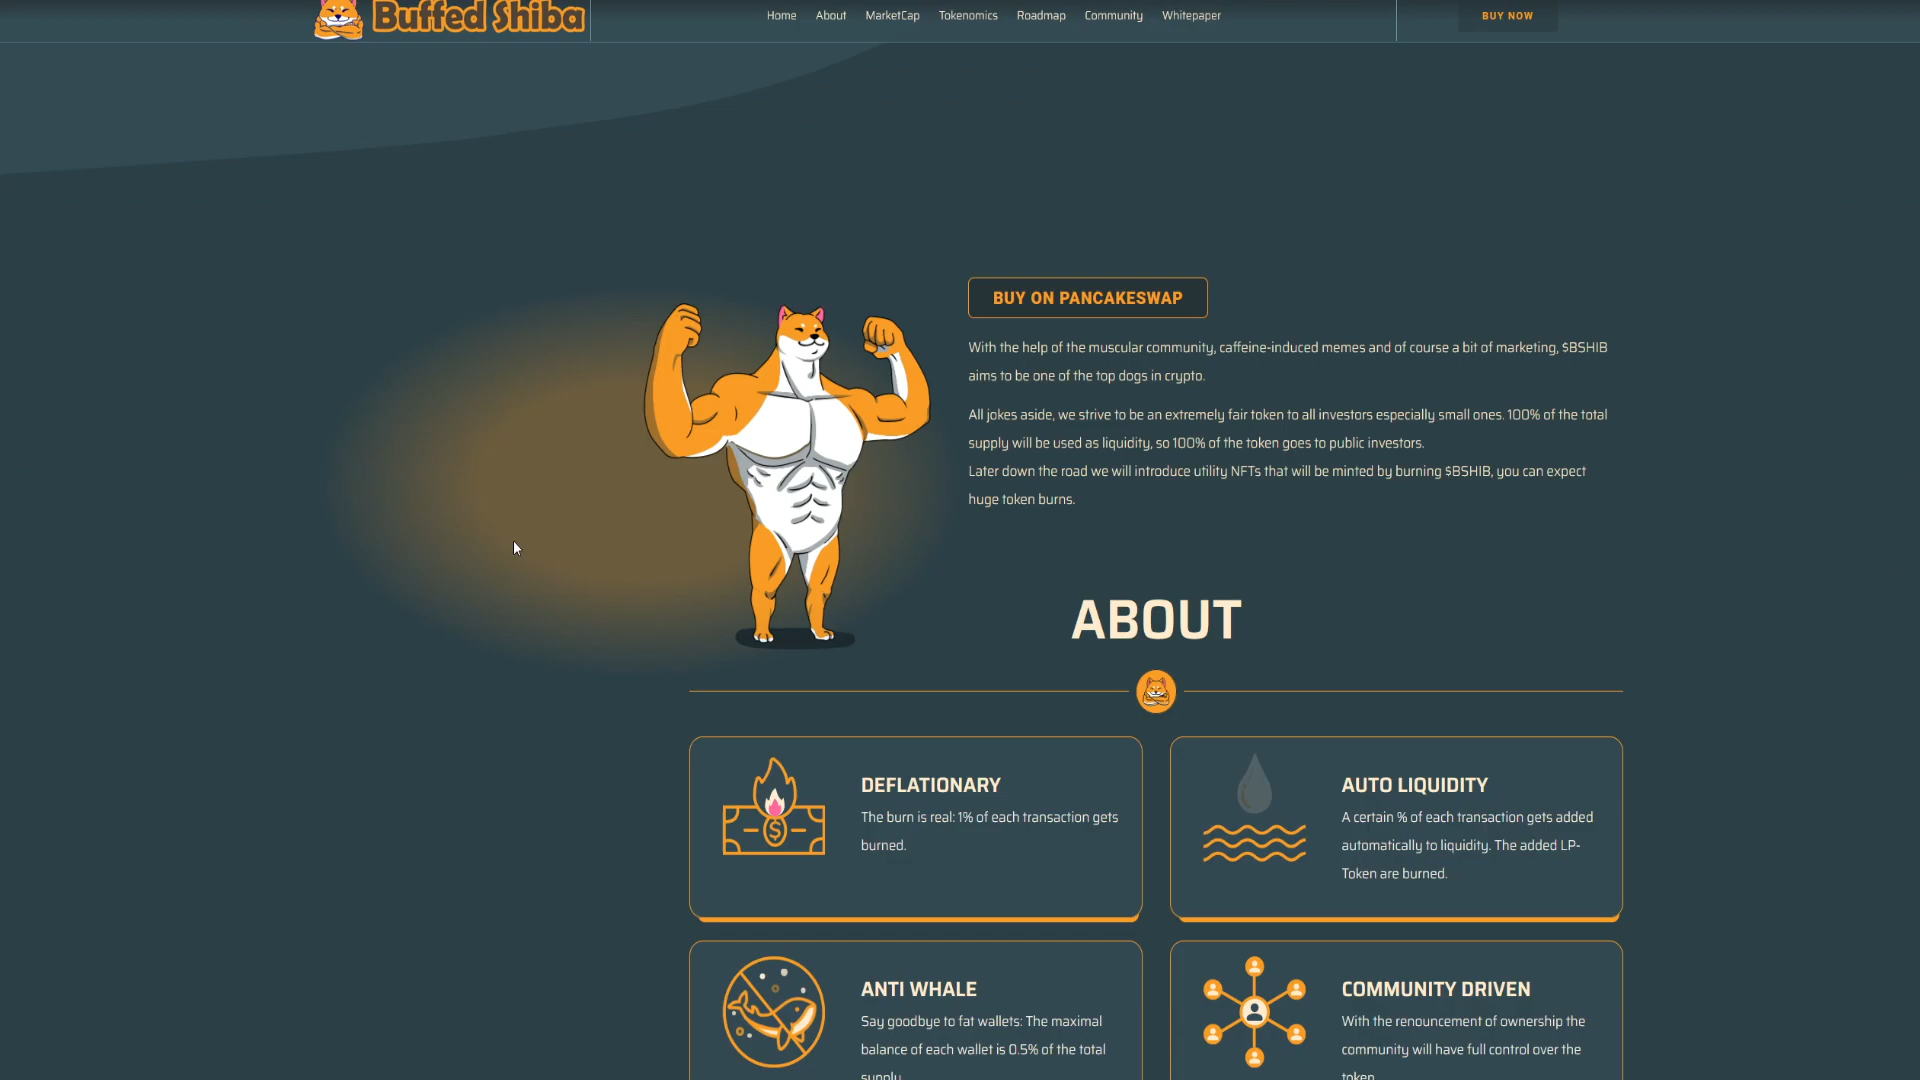 Buffed Shiba
Home About MarketCap Tokenomics Roadmap Community Whitepaper
BUY NOW
BUY ON PANCAKESWAP
With the help of the muscular community, caffeine-induced memes and of course a bit of marketing, $BSHIB
aims to be one of the top dogs in crypto.
All jokes aside, we strive to be an extremely fair token to all investors especially small ones. 100% of the total
supply will be used as liquidity, so 100% of the token goes to public investors.
Later down the road we will introduce utility NFTs that will be minted by burning $BSHIB, you can expect
huge token burns.
ABOUT
$
DEFLATIONARY
The burn is real: 1% of each transaction gets
burned.
AUTO LIQUIDITY
A certain % of each transaction gets added
automatically to liquidity. The added LP-
Token are burned.
ANTI WHALE
Say goodbye to fat wallets: The maximal
balance of each wallet is 0.5% of the total
supply.
COMMUNITY DRIVEN
With the renouncement of ownership the
community will have full control over the
token.